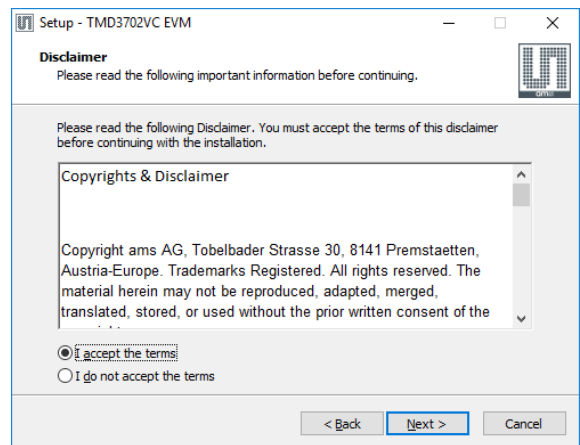 Setup - TMD3702VC EVM
Disclaimer
Please read the following important information before continuing.
am
Please read the following Disclaimer. You must accept the terms of this disclaimer
before continuing with the installation.
Copyrights & Disclaimer
Copyright ams AG, Tobelbader Strasse 30, 8141 Premstaetten,
Austria-Europe. Trademarks Registered. All rights reserved. The
material herein may not be reproduced, adapted, merged,
translated, stored, or used without the prior written consent of the
I accept the terms
I do not accept the terms
< Back
Next >
Cancel